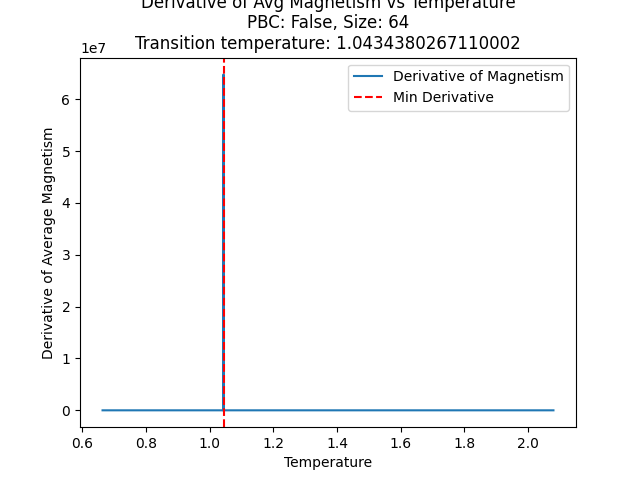 Derivative of Avg Magnetism vs Temperature
PBC: False, Size: 64
Transition temperature: 1.0434380267110002
1e7
Derivative of Magnetism
Min Derivative
6
5
4
3
2
1
0
Derivative of Average Magnetism
0.6 0.8 1.0 1.2 1.4 1.6 1.8 2.0
Temperature